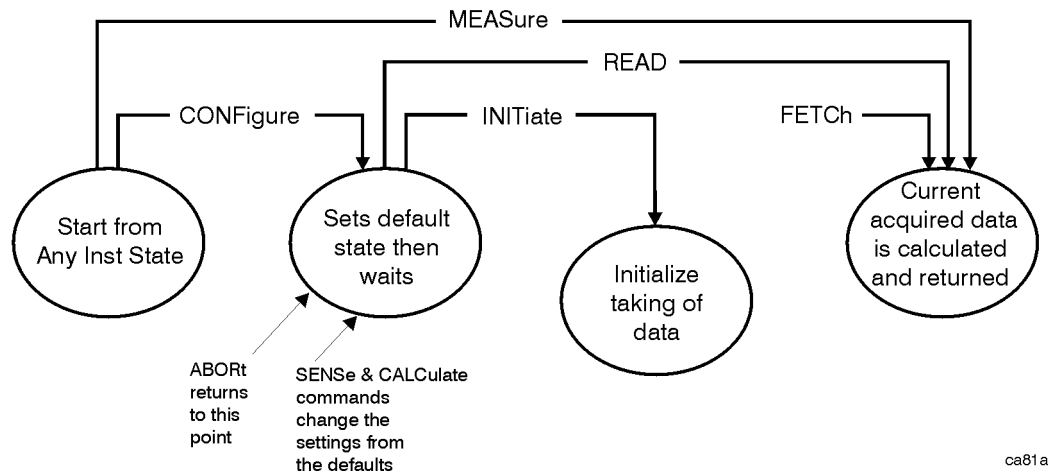 MEASure
READ
CONFigure
INITiate
FETCh
Start from
Any Inst State
Sets default
state then
waits
Initialize
taking of
data
Current
acquired data
is calculated
and returned
ABORt
returns
to this
point
SENSe & CALCulate
commands
change the
settings from
the defaults
ca81a